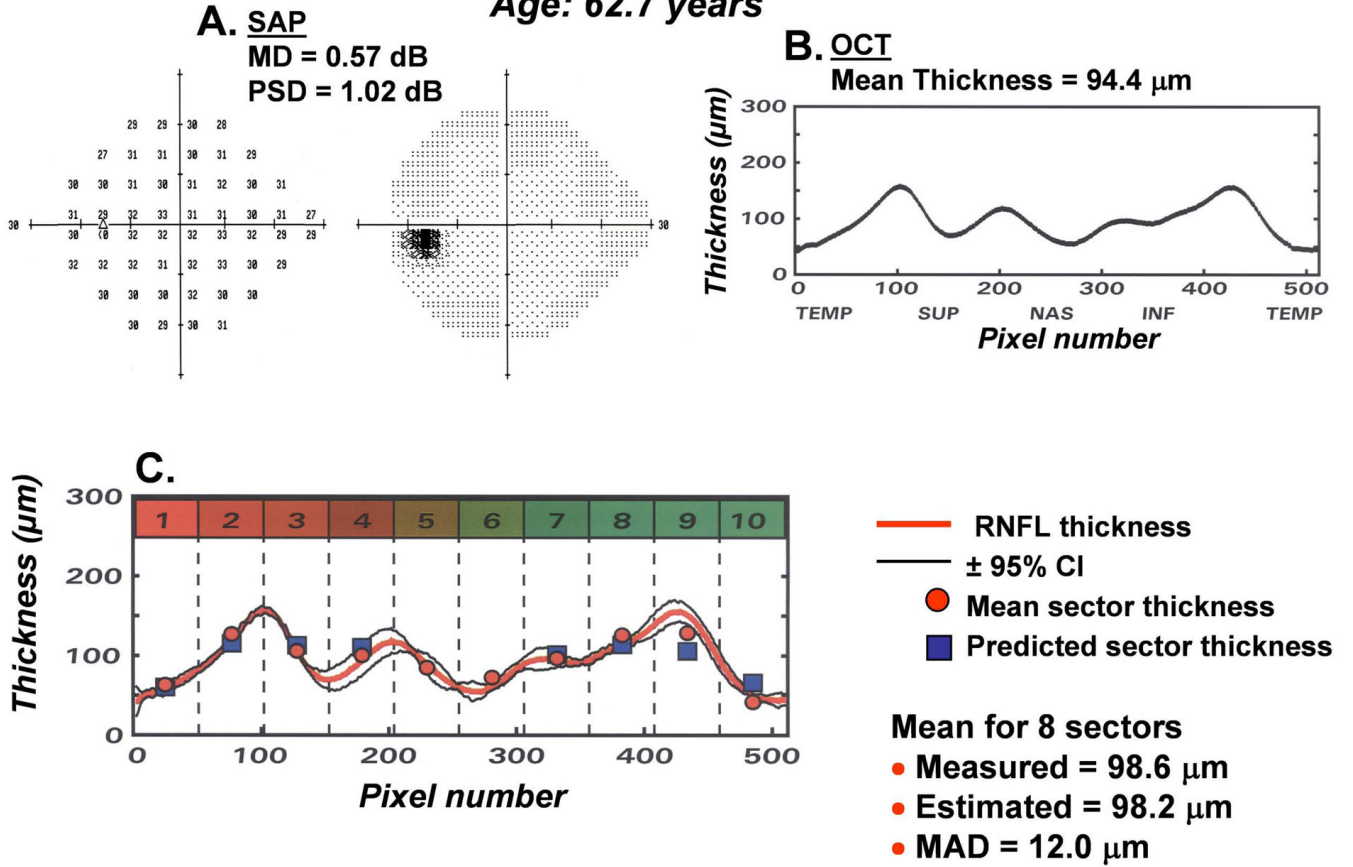 Age: 62.7 years
A. SAP
MD = 0.57 dB
PSD = 1.02 dB
29 29 30 28
27 31 31 30 31 29
30 30 31 30 31 32 30 31
30 31 29 32 33 31 31 30 31 27
30 (0 32 32 32 33 32 29 29
32 32 32 31 32 33 30 29
30 30 30 32 30 30
30 29 30 31
30
B. OCT
Mean Thickness = 94.4 μm
Thickness (μm)
300
200
100
0
0 100 200 300 400 500
TEMP SUP NAS INF TEMP
Pixel number
C.
Thickness (μm)
300
200
100
0
1 2 3 4 5 6 7 8 9 10
0 100 200 300 400 500
Pixel number
RNFL thickness
± 95% CI
Mean sector thickness
Predicted sector thickness
Mean for 8 sectors
• Measured = 98.6 μm
• Estimated = 98.2 μm
• MAD = 12.0 μm